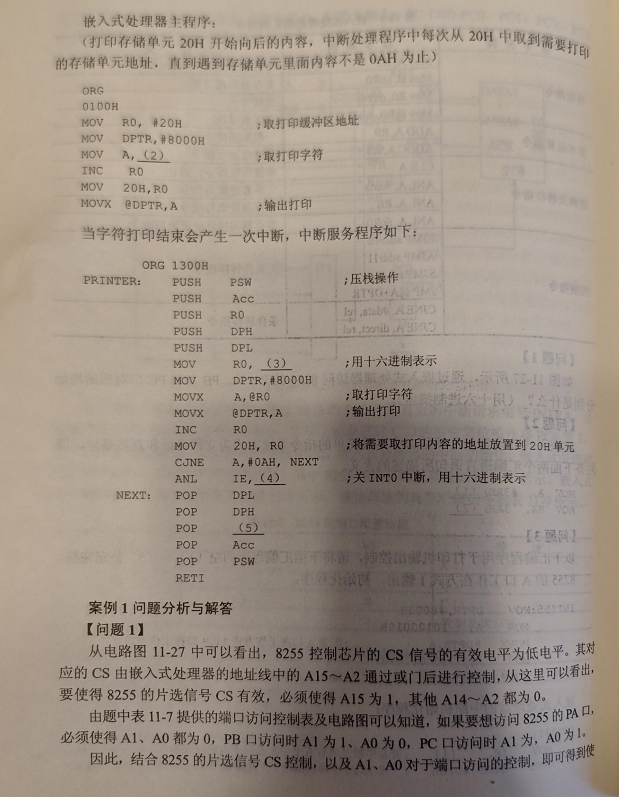 嵌入式处理器主程序:
(打印存储单元 20H 开始向后的内容,中断处理程序中每次从 20H 中取到需要打印
的存储单元地址,直到遇到存储单元里面内容不是 0AH 为止)
ORG
0100H
MOV R0, #20H ;取打印缓冲区地址
MOV DPTR,#8000H
MOV A, (2) ;取打印字符
INC R0
MOV 20H,R0
MOVX @DPTR,A ;输出打印
当字符打印结束会产生一次中断,中断服务程序如下:
ORG 1300H
PRINTER: PUSH PSW ;压栈操作
PUSH Acc
PUSH R0
PUSH DPH
PUSH DPL
MOV R0, (3) ;用十六进制表示
MOV DPTR,#8000H
MOVX A,@R0 ;取打印字符
MOVX @DPTR,A ;输出打印
INC R0
MOV 20H, R0 ;将需要取打印内容的地址放置到 20H 单元
CJNE A,#0AH, NEXT
ANL IE, (4) ;关 INT0 中断,用十六进制表示
NEXT: POP DPL
POP DPH
POP (5)
POP Acc
POP PSW
RETI
案例 1 问题分析与解答
【问题 1】
从电路图 11-27 中可以看出,8255 控制芯片的 CS 信号的有效电平为低电平。其对
应的 CS 由嵌入式处理器的地址线中的 A15～A2 通过或门后进行控制,从这里可以看出,
要使得 8255 的片选信号 CS 有效,必须使得 A15 为 1,其他 A14～A2 都为 0。
由题中表 11-7 提供的端口访问控制表及电路图可以知道,如果要想访问 8255 的 PA 口,
必须使得 A1、A0 都为 0,PB 口访问时 A1 为 1、A0 为 0,PC 口访问时 A1 为,A0 为 1。
因此,结合 8255 的片选信号 CS 控制,以及 A1、A0 对于端口访问的控制,即可得到使